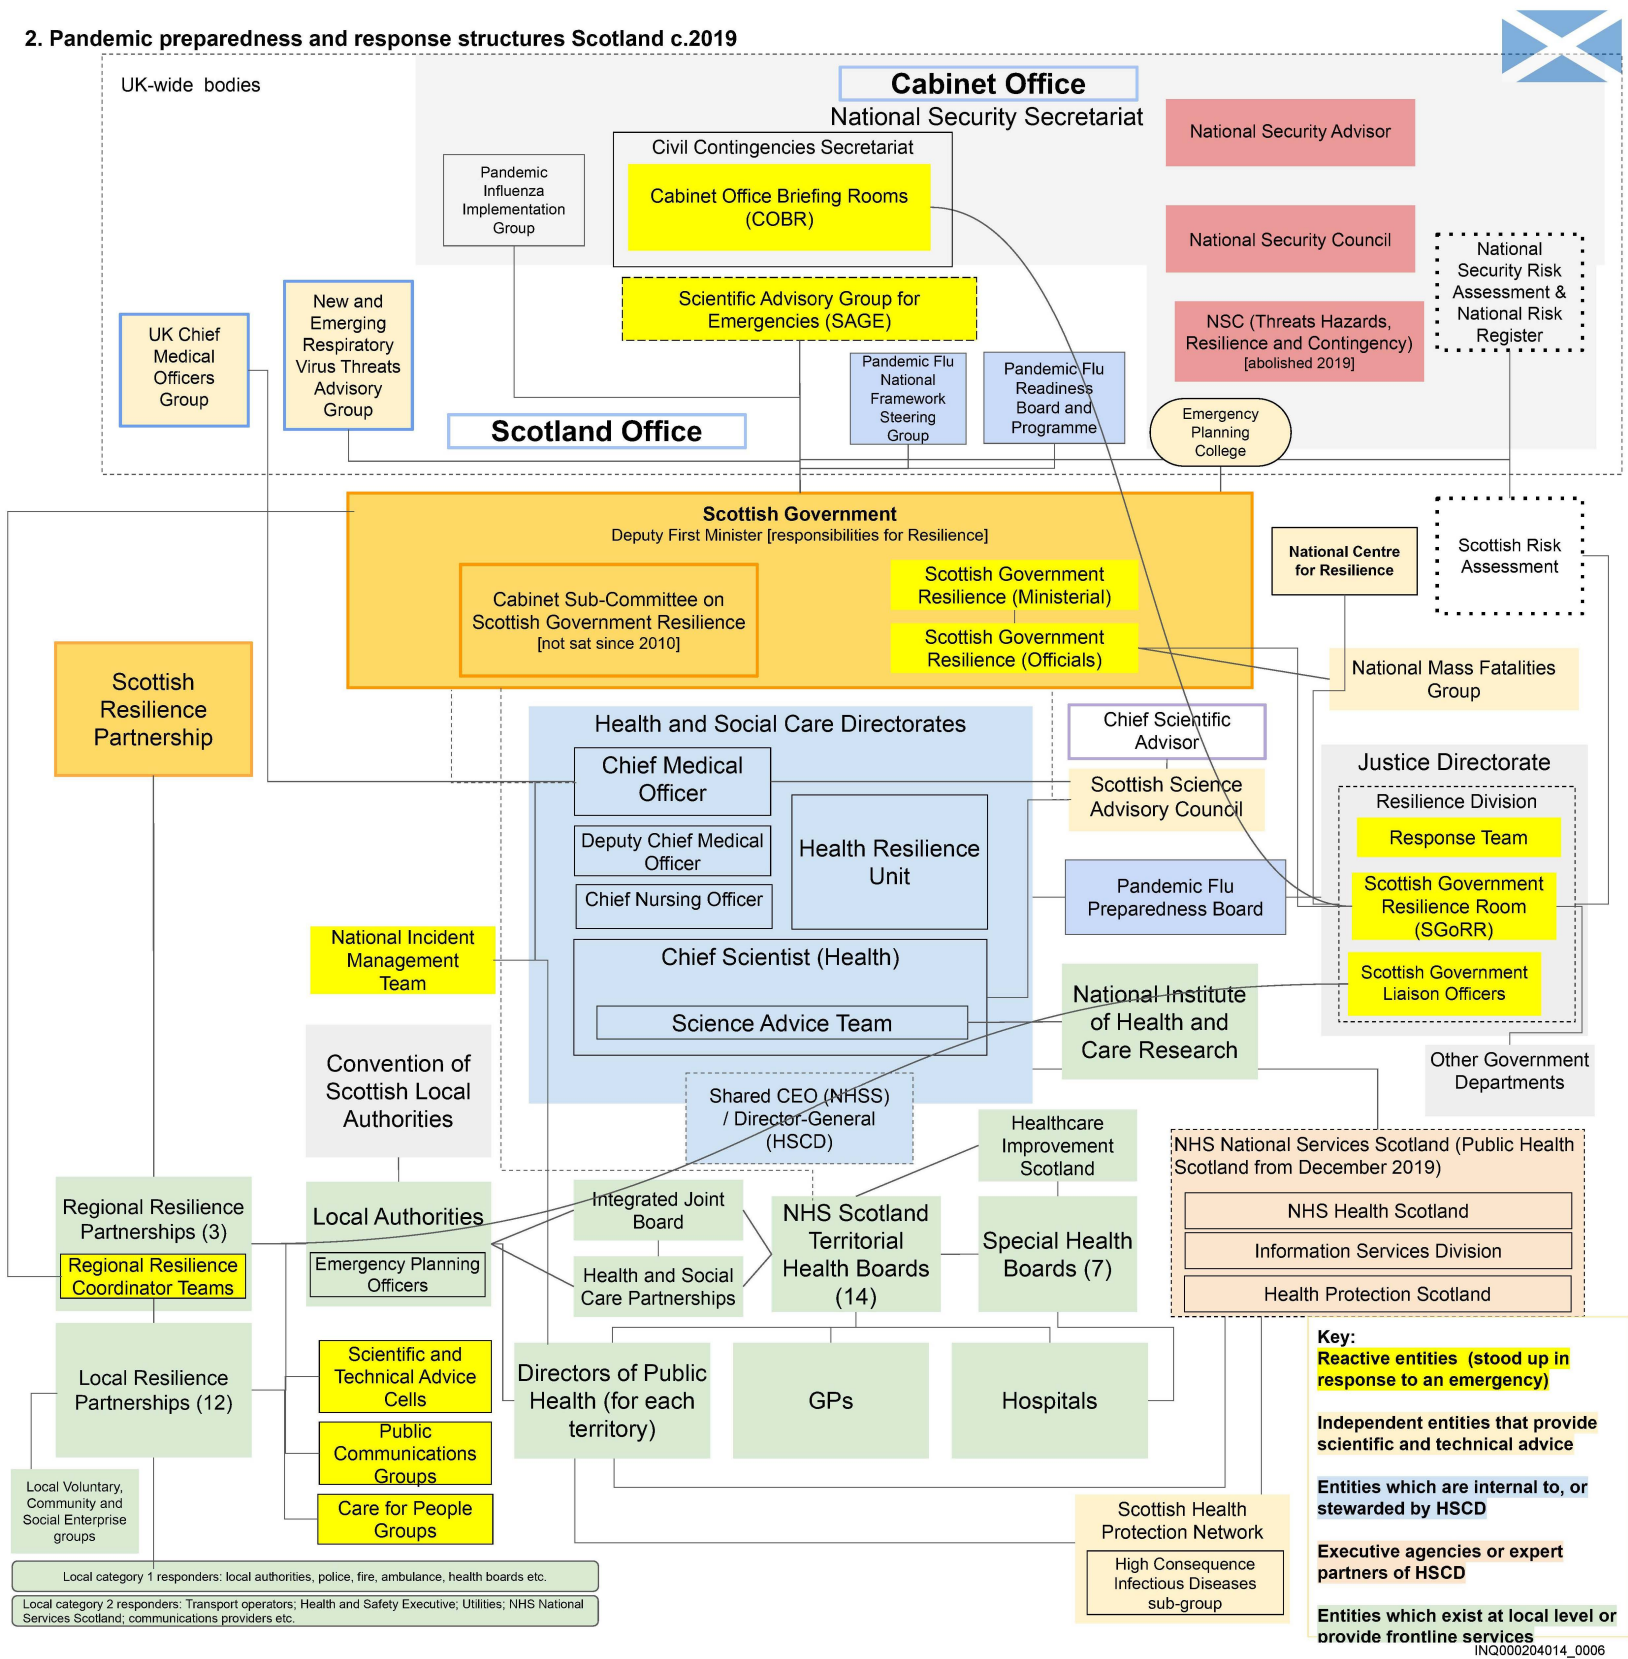 2. Pandemic preparedness and response structures Scotland c.2019
UK-wide bodies
Cabinet Office
National Security Secretariat
Civil Contingencies Secretariat
Cabinet Office Briefing Rooms
(COBR)
Pandemic
Influenza
Implementation
Group
National Security Advisor
National Security Council
NSC (Threats Hazards,
Resilience and Contingency)
[abolished 2019]
National
Security Risk
Assessment &
National Risk
Register
Scientific Advisory Group for
Emergencies (SAGE)
UK Chief
Medical
Officers
Group
New and
Emerging
Respiratory
Virus Threats
Advisory
Group
Pandemic Flu
National
Framework
Steering
Group
Pandemic Flu
Readiness
Board and
Programme
Emergency
Planning
College
Scotland Office
Scottish Government
Deputy First Minister [responsibilities for Resilience]
Cabinet Sub-Committee on
Scottish Government Resilience
[not sat since 2010]
Scottish Government
Resilience (Ministerial)
Scottish Government
Resilience (Officials)
National Centre
for Resilience
Scottish Risk
Assessment
National Mass Fatalities
Group
Scottish
Resilience
Partnership
Health and Social Care Directorates
Chief Medical
Officer
Deputy Chief Medical
Officer
Chief Nursing Officer
Health Resilience
Unit
Chief Scientist (Health)
Science Advice Team
Shared CEO (NHSS)
/ Director-General
(HSCD)
Chief Scientific
Advisor
Scottish Science
Advisory Council
Pandemic Flu
Preparedness Board
National Institute
of Health and
Care Research
Justice Directorate
Resilience Division
Response Team
Scottish Government
Resilience Room
(SGoRR)
Scottish Government
Liaison Officers
Other Government
Departments
National Incident
Management
Team
Convention of
Scottish Local
Authorities
Healthcare
Improvement
Scotland
NHS National Services Scotland (Public Health
Scotland from December 2019)
NHS Health Scotland
Information Services Division
Health Protection Scotland
Regional Resilience
Partnerships (3)
Regional Resilience
Coordinator Teams
Local Authorities
Emergency Planning
Officers
Integrated Joint
Board
Health and Social
Care Partnerships
NHS Scotland
Territorial
Health Boards
(14)
Special Health
Boards (7)
Local Resilience
Partnerships (12)
Scientific and
Technical Advice
Cells
Public
Communications
Groups
Care for People
Groups
Directors of Public
Health (for each
territory)
GPs
Hospitals
Local Voluntary,
Community and
Social Enterprise
groups
Scottish Health
Protection Network
High Consequence
Infectious Diseases
sub-group
Local category 1 responders: local authorities, police, fire, ambulance, health boards etc.
Local category 2 responders: Transport operators; Health and Safety Executive; Utilities; NHS National
Services Scotland; communications providers etc.
Key:
Reactive entities (stood up in
response to an emergency)
Independent entities that provide
scientific and technical advice
Entities which are internal to, or
stewarded by HSCD
Executive agencies or expert
partners of HSCD
Entities which exist at local level or
provide frontline services
INQ000204014_0006